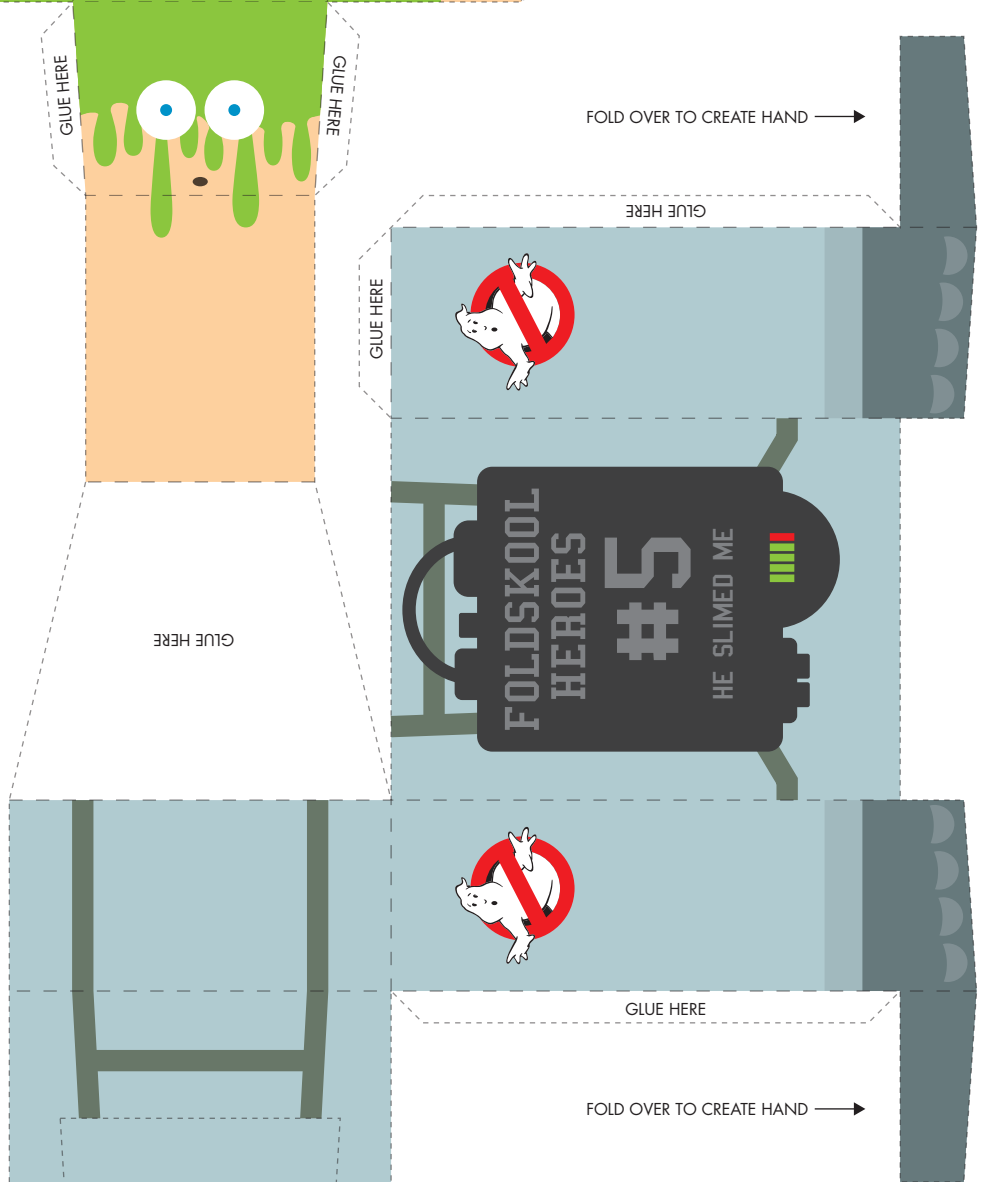 GLUE HERE
GLUE HERE
FOLD OVER TO CREATE HAND
GLUE HERE
GLUE HERE
FOLDSKOOL
HEROES
#5
HE SLIMED ME
GLUE HERE
GLUE HERE
FOLD OVER TO CREATE HAND